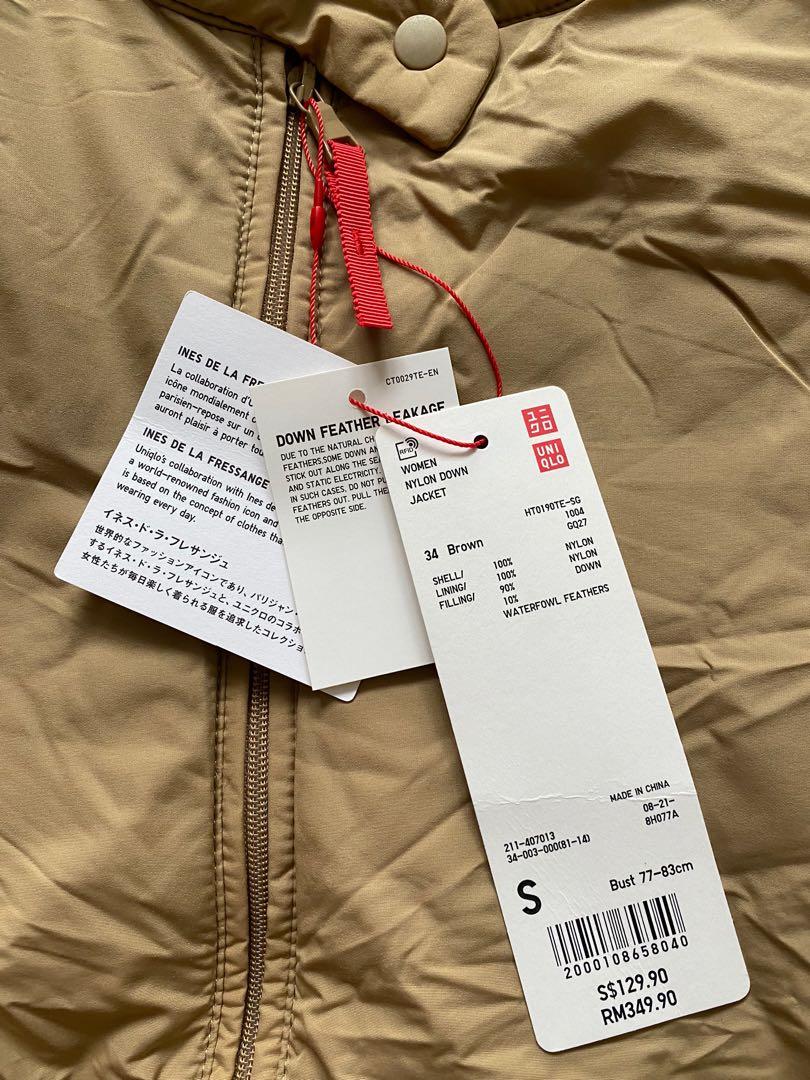 INES DE LA
La collaboration
icône mondialement
parisien-repose sur un
auront plaisir à porter
INES DE LA FRESSANGE
Uniqlo's collaboration with Ines de
a world-renowned fashion icon and
is based on the concept of clothes
wearing every day.
イネス・ド・ラ・フレサンジュ
世界的なファッションアイコンであり、パリジャン
するイネス・ド・ラ・フレサンジュと、ユニクロのコラボ
女性たちが毎日楽しく着られる服を追求したコレクショ
CT0029TE-EN
DOWN FEATHER LEAKAGE
DUE TO THE NATURAL
FEATHERS,SOME DOWN
STICK OUT ALONG THE
AND STATIC ELECTRICITY.
IN SUCH CASES, DO NOT
FEATHERS OUT. PULL
THE OPPOSITE SIDE.
ユニ
クロ
UNI
QLO
RFID
WOMEN
NYLON DOWN
JACKET
HT0190TE-SG
1004
GQ27
34 Brown
SHELL/ 100% NYLON
LINING/ 100% NYLON
FILLING/ 90% DOWN
10% WATERFOWL FEATHERS
MADE IN CHINA
08-21-
8H077A
211-407013
34-003-000(81-14)
S
Bust 77-83cm
2000108658040
S$129.90
RM349.90